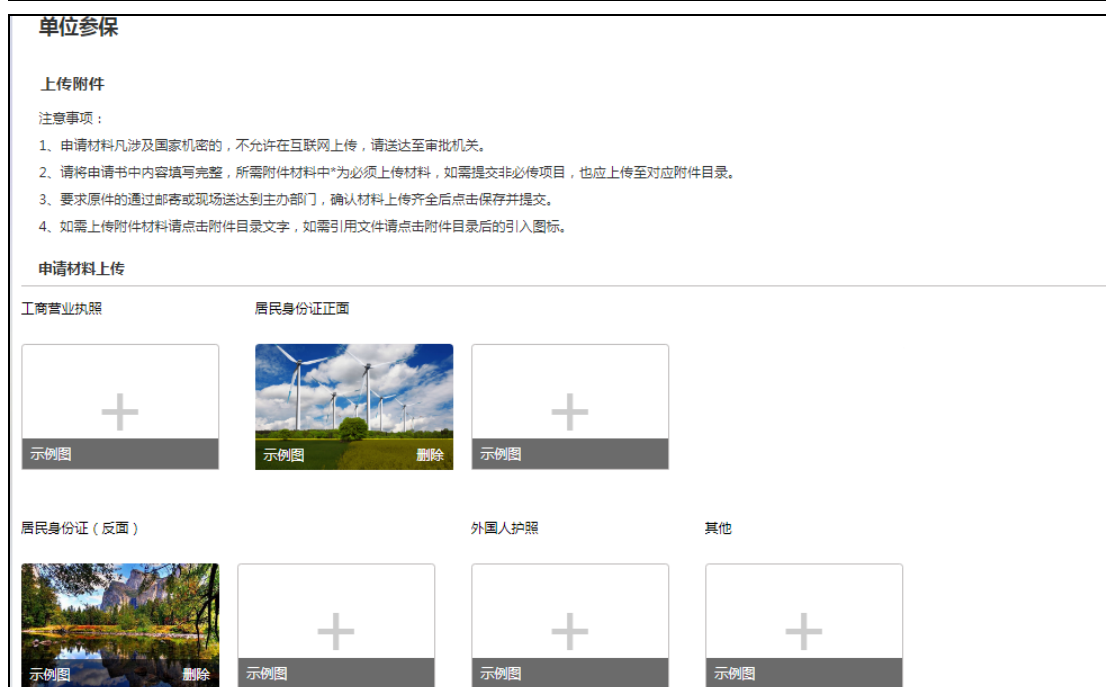 单位参保
上传附件
注意事项：
1、申请材料凡涉及国家机密的，不允许在互联网上传，请送达至审批机关。
2、请将申请书中内容填写完整，所需附件材料中*为必须上传材料，如需提交非必传项目，也应上传至对应附件目录。
3、要求原件的通过邮寄或现场送达到主办部门，确认材料上传齐全后点击保存并提交。
4、如需上传附件材料请点击附件目录文字，如需引用文件请点击附件目录后的引入图标。
申请材料上传
工商营业执照 居民身份证正面
示例图 示例图 删除 示例图
居民身份证（反面） 外国人护照 其他
示例图 删除 示例图 示例图 示例图